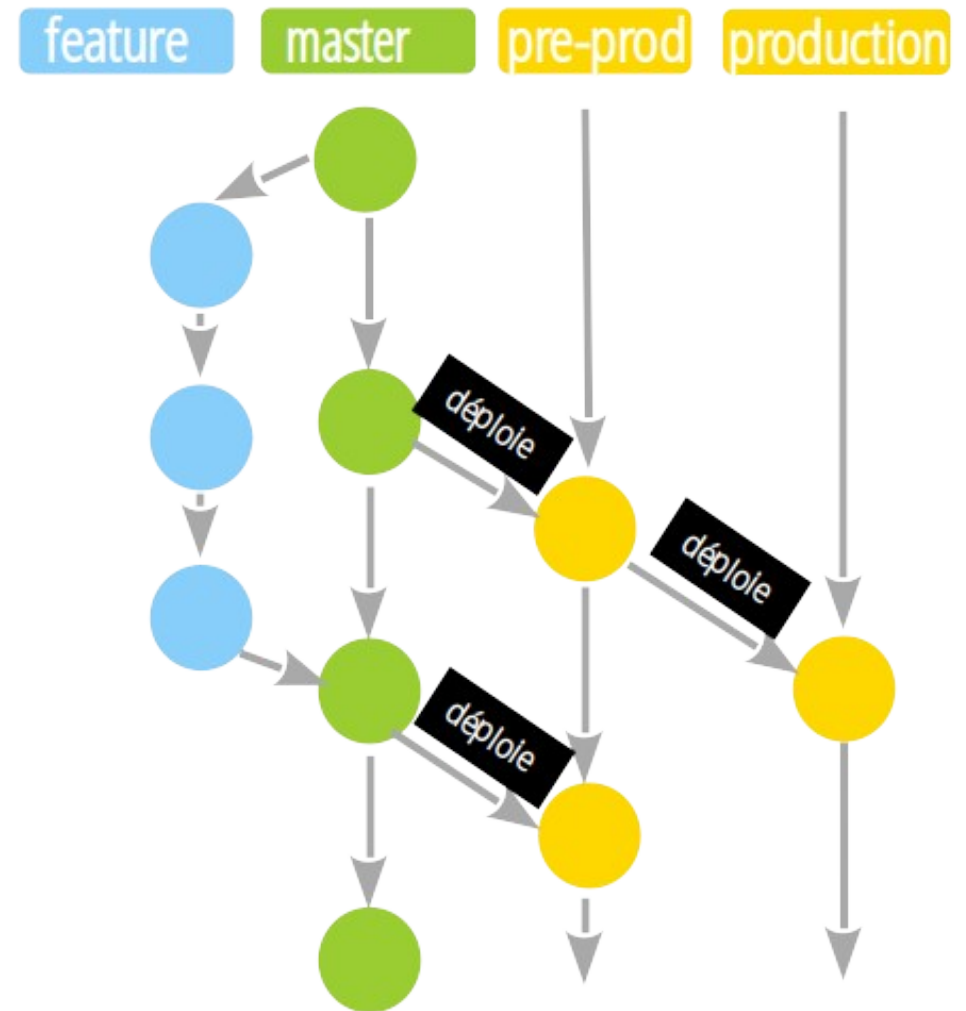 feature
master
pre-prod
production
déploie
déploie
déploie